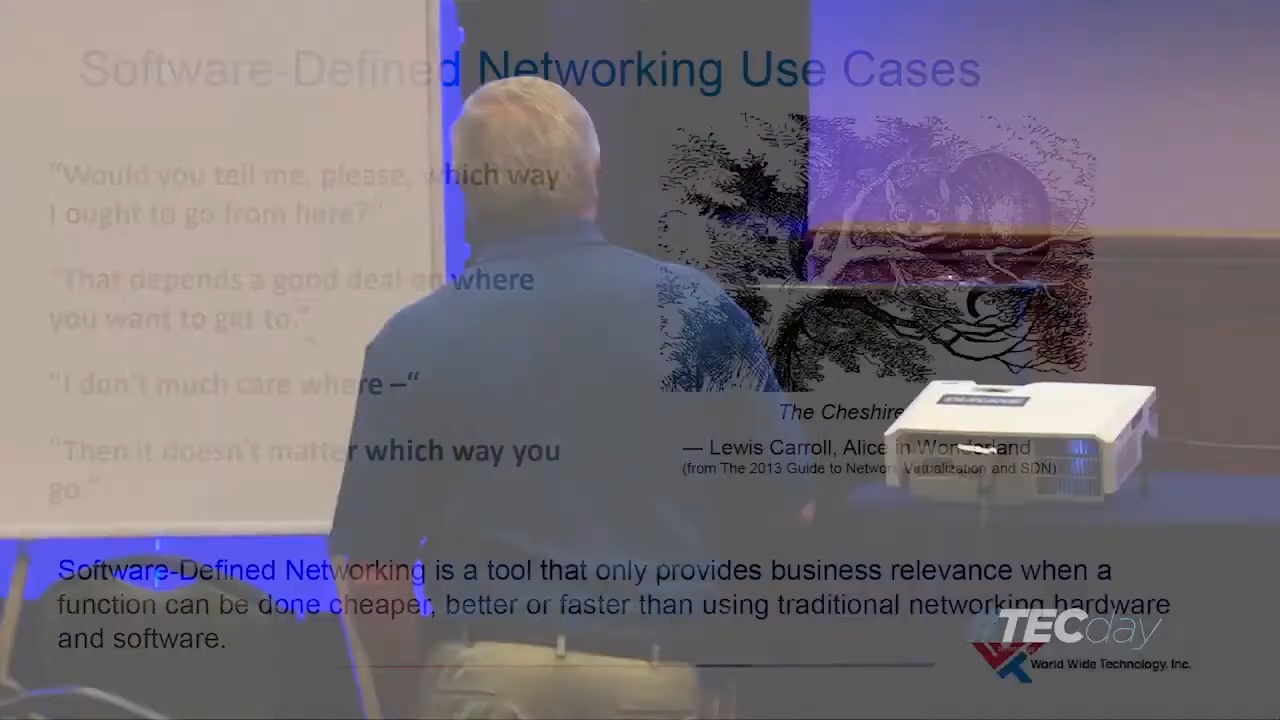 Software-Defined Networking Use Cases
"Would you tell me, please, which way
I ought to go from here?"
"That depends a good deal on where
you want to get to."
"I don't much care where –“
"Then it doesn't matter which way you
go."
The Cheshire
— Lewis Carroll, Alice in Wonderland
(from The 2013 Guide to Network Virtualization and SDN)
Software-Defined Networking is a tool that only provides business relevance when a
function can be done cheaper, better or faster than using traditional networking hardware
and software.
TECday
World Wide Technology, Inc.